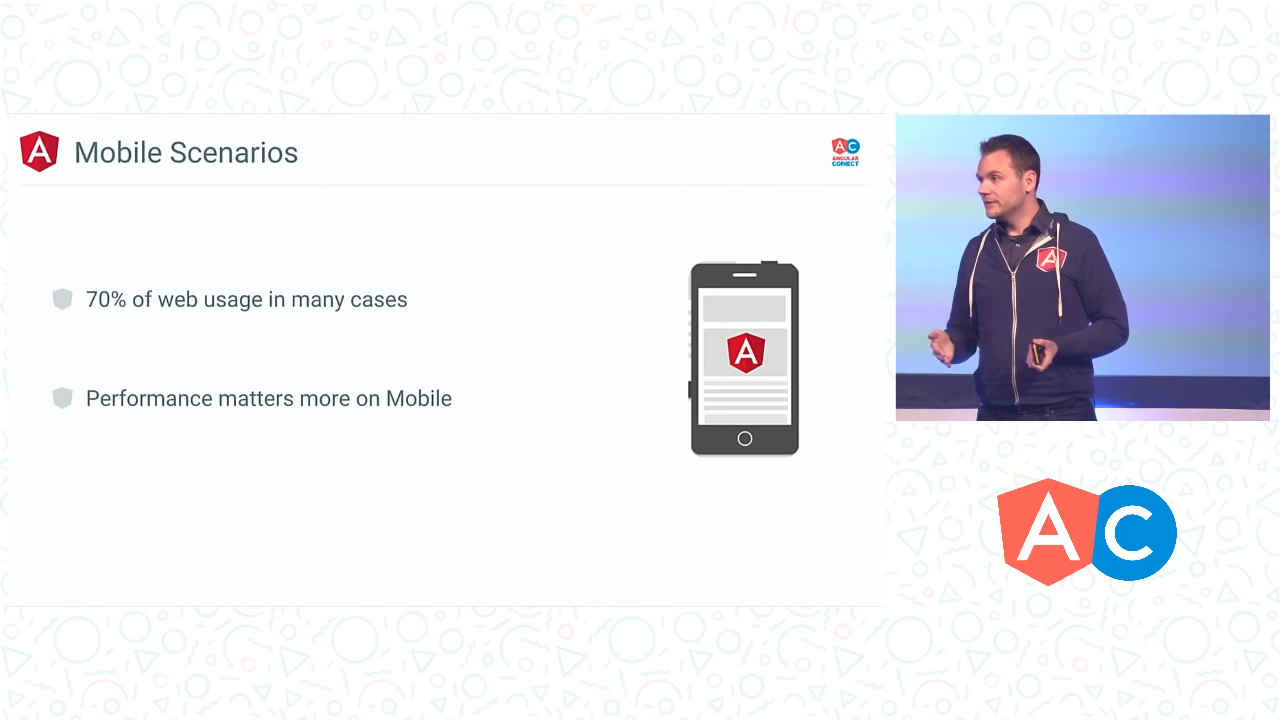 A
Mobile Scenarios
A C
ANGULAR
CONNECT
70% of web usage in many cases
A
Performance matters more on Mobile
A
A C